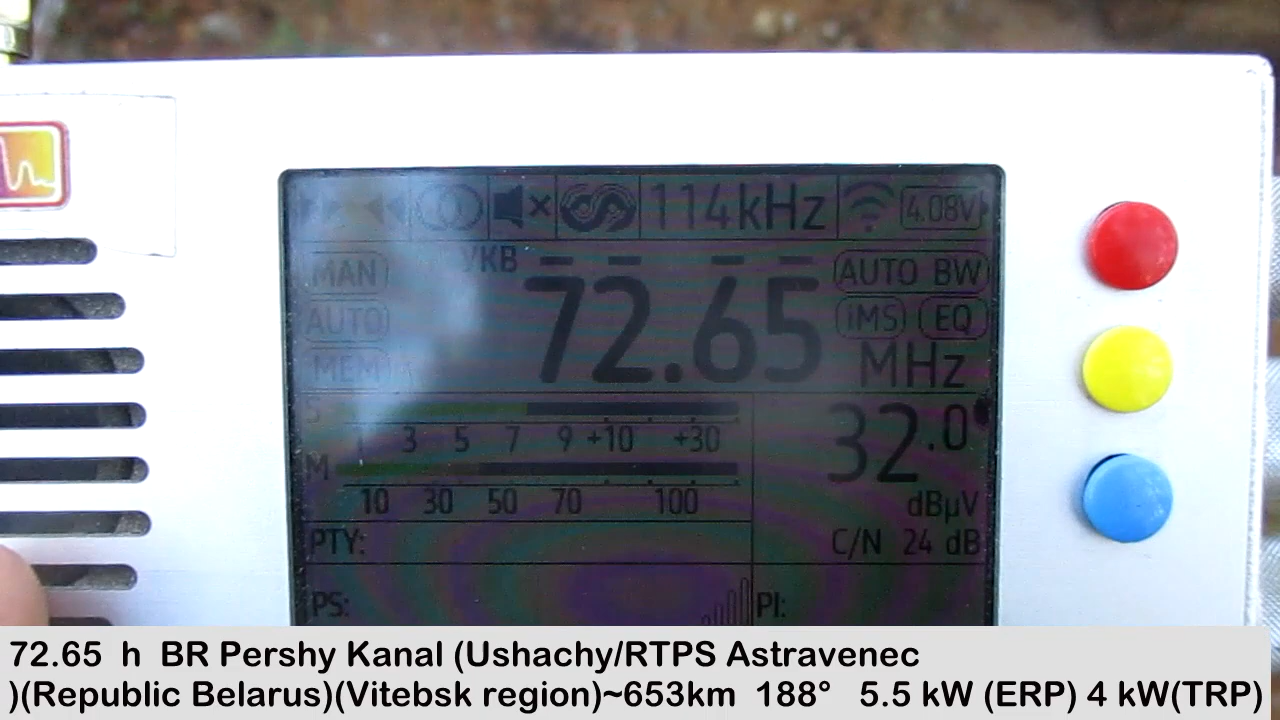 114kHz 4.08V
MAN УКВ 72.65 AUTO BW
AUTO iMS EQ
MEM MHz
S
1 3 5 7 9 +10 +30 32.0
M
10 30 50 70 100 dBµV
PTY: C/N 24 dB
PS: PI:
72.65 h BR Pershy Kanal (Ushachy/RTPS Astravenec
)(Republic Belarus)(Vitebsk region)~653km 188° 5.5 kW (ERP) 4 kW(TRP)